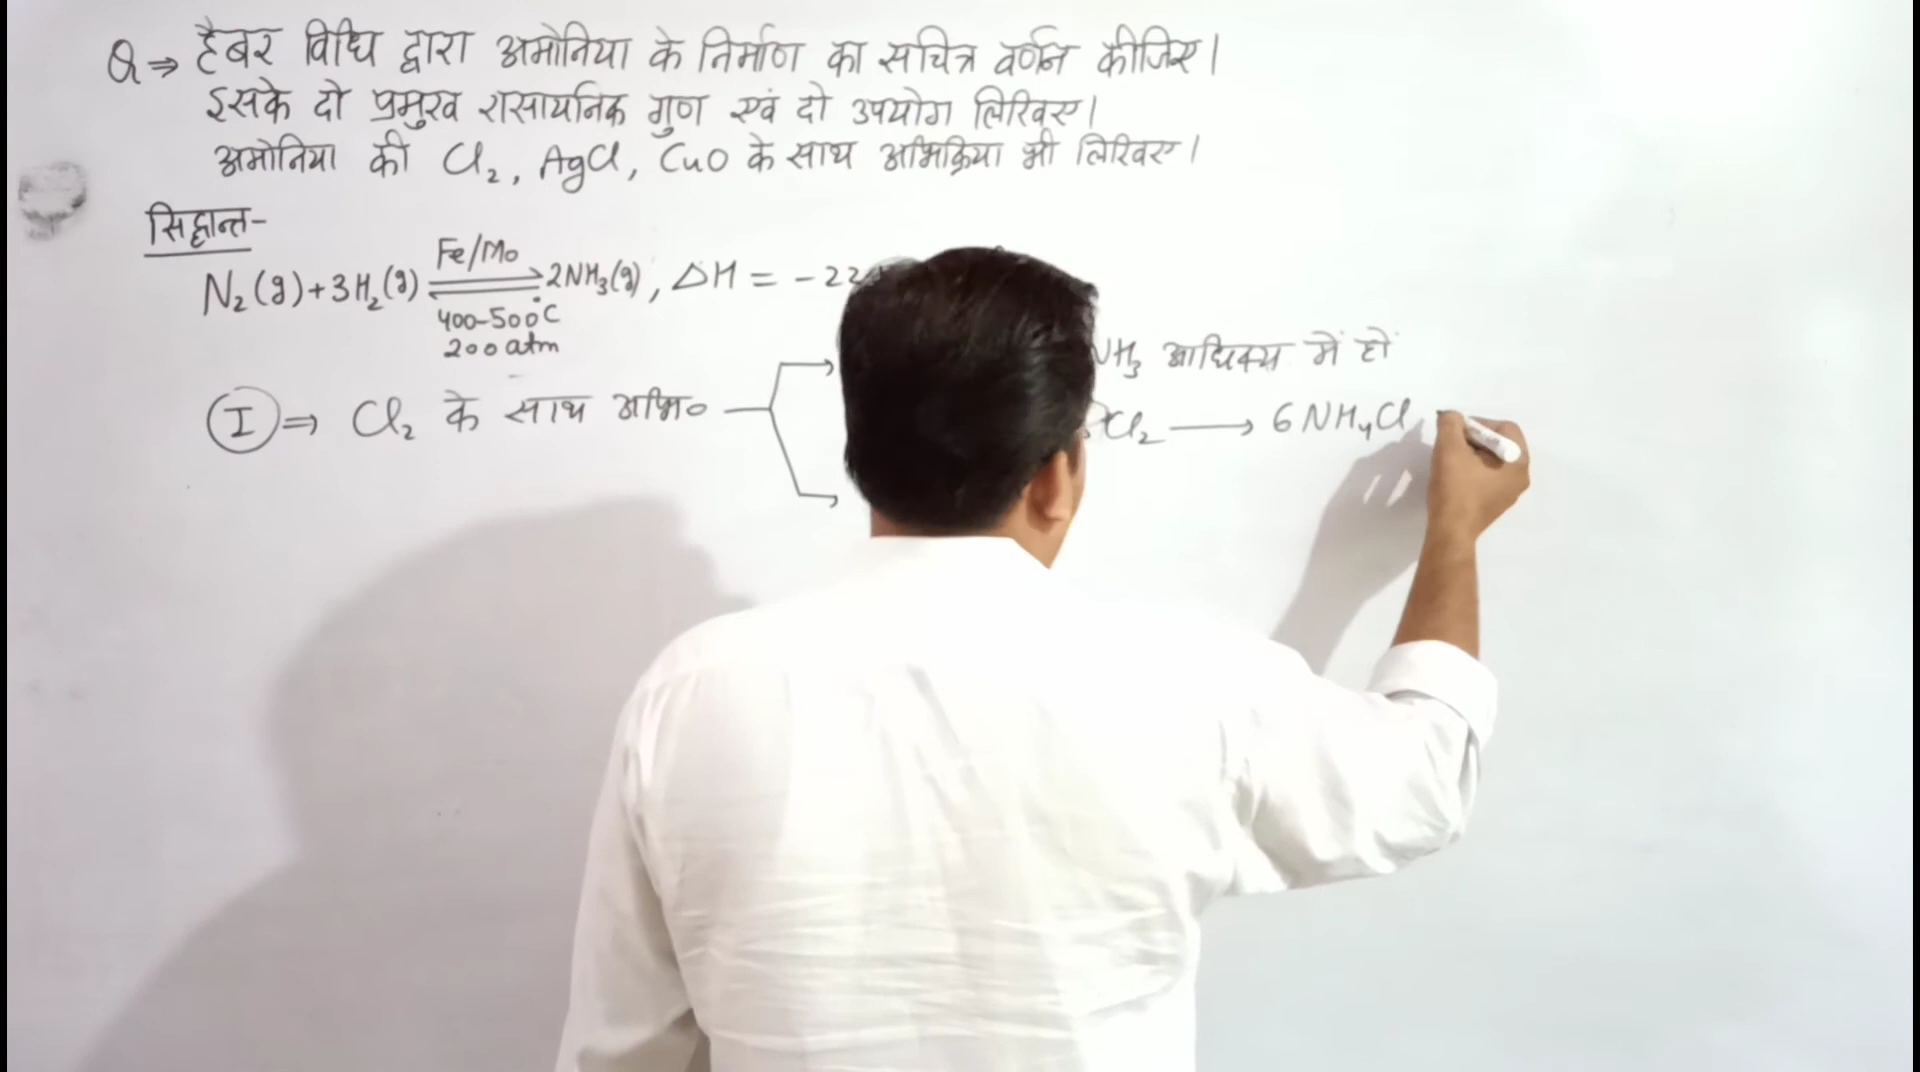 Q⇒ हैबर विधि द्वारा अमोनिया के निर्माण का सचित्र वर्णन कीजिए।
इसके दो प्रमुख रासायनिक गुण एवं दो उपयोग लिखिए।
अमोनिया की Cl₂, AgCl, CuO के साथ अभिक्रिया भी लिखिए।
सिद्धान्त-
Fe/Mo
N₂(g)+3H₂(g) ⇌ 2NH₃(g), ΔH = -22
400-500°C
200 atm
NH₃ आधिक्य में हो
I ⇒ Cl₂ के साथ अभि० Cl₂ → 6NH₄Cl